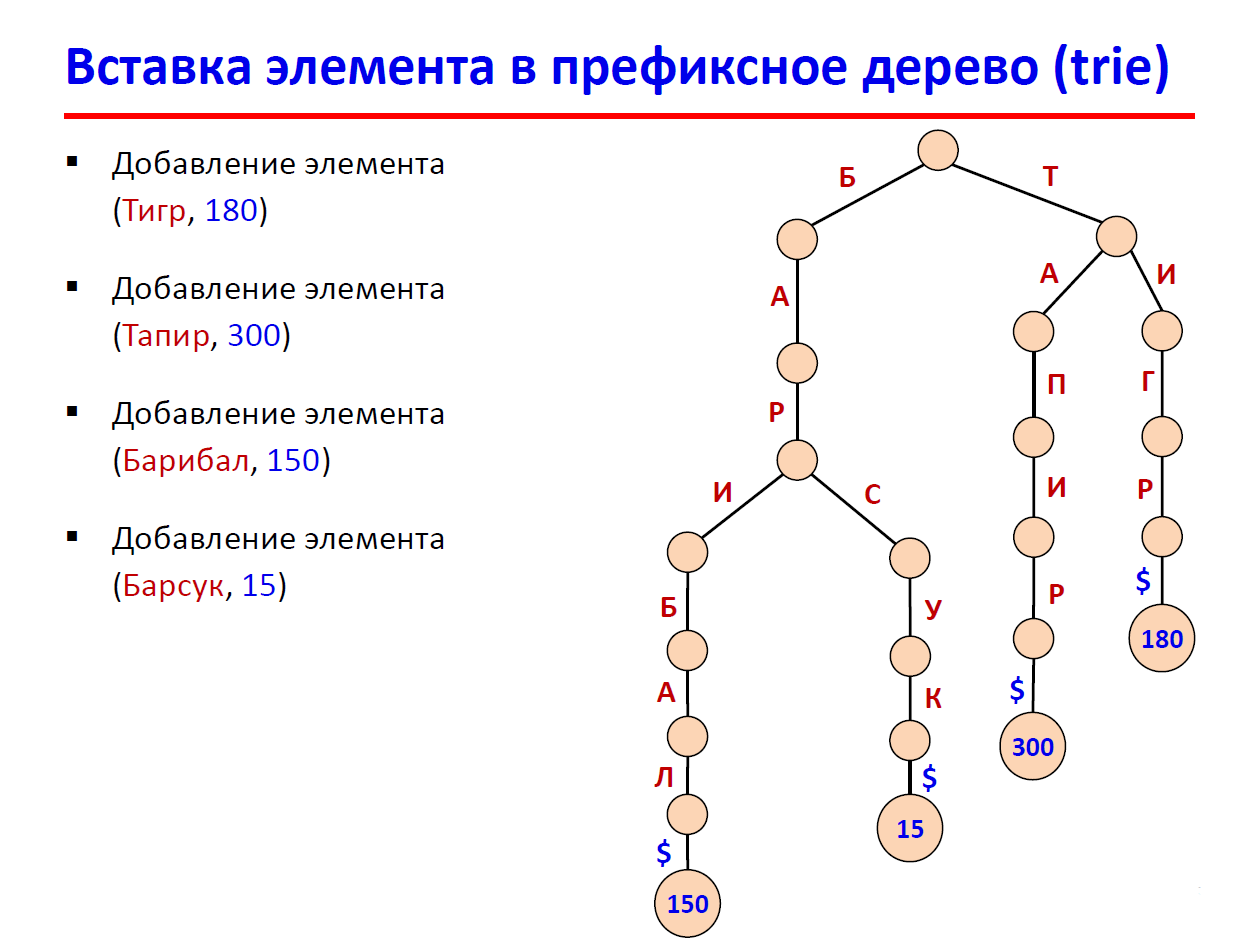 Вставка элемента в префиксное дерево (trie)
▪ Добавление элемента
(Тигр, 180)
▪ Добавление элемента
(Тапир, 300)
▪ Добавление элемента
(Барибал, 150)
▪ Добавление элемента
(Барсук, 15)
Б
Т
А
А
И
Р
П
Г
И
С
И
Р
Б
У
Р
$
180
А
К
$
300
Л
$
15
$
150